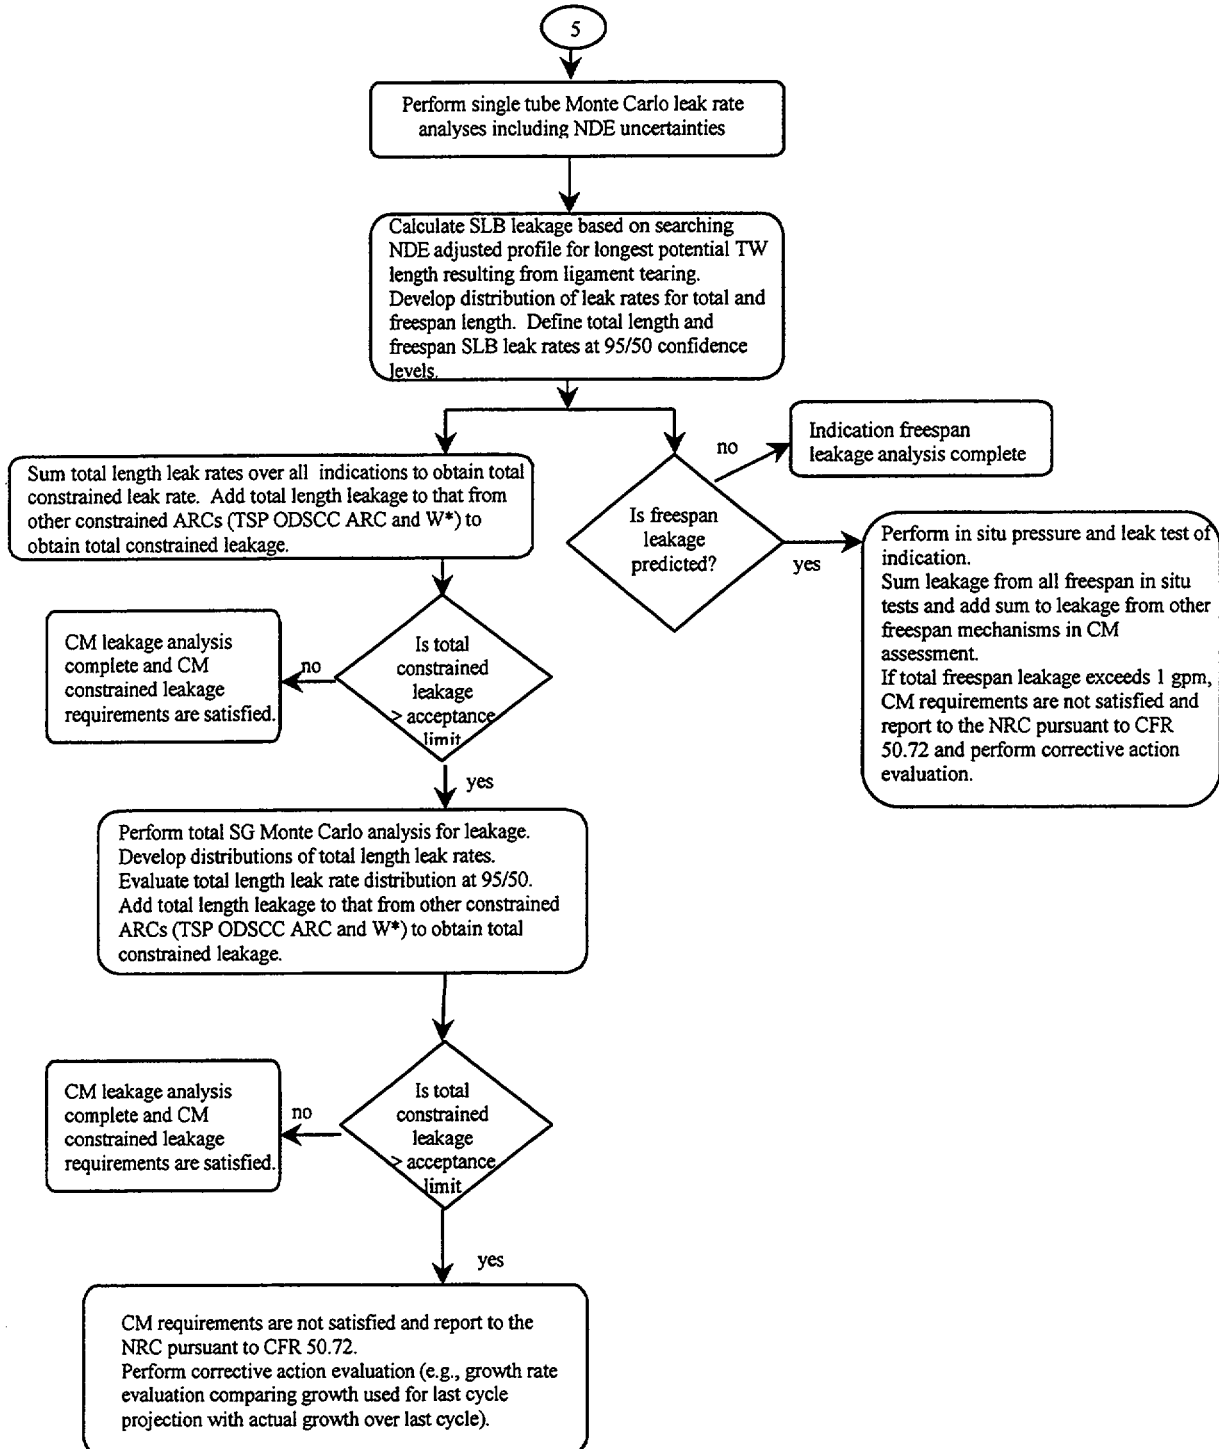 5
Perform single tube Monte Carlo leak rate
analyses including NDE uncertainties
Calculate SLB leakage based on searching
NDE adjusted profile for longest potential TW
length resulting from ligament tearing.
Develop distribution of leak rates for total and
freespan length. Define total length and
freespan SLB leak rates at 95/50 confidence
levels.
no
Indication freespan
leakage analysis complete
Sum total length leak rates over all indications to obtain total
constrained leak rate. Add total length leakage to that from
other constrained ARCs (TSP ODSCC ARC and W*) to
obtain total constrained leakage.
Is freespan
leakage
predicted?
yes
Perform in situ pressure and leak test of
indication.
Sum leakage from all freespan in situ
tests and add sum to leakage from other
freespan mechanisms in CM
assessment.
If total freespan leakage exceeds 1 gpm,
CM requirements are not satisfied and
report to the NRC pursuant to CFR
50.72 and perform corrective action
evaluation.
CM leakage analysis
complete and CM
constrained leakage
requirements are satisfied.
no
Is total
constrained
leakage
> acceptance
limit
yes
Perform total SG Monte Carlo analysis for leakage.
Develop distributions of total length leak rates.
Evaluate total length leak rate distribution at 95/50.
Add total length leakage to that from other constrained
ARCs (TSP ODSCC ARC and W*) to obtain total
constrained leakage.
CM leakage analysis
complete and CM
constrained leakage
requirements are satisfied.
no
Is total
constrained
leakage
> acceptance
limit
yes
CM requirements are not satisfied and report to the
NRC pursuant to CFR 50.72.
Perform corrective action evaluation (e.g., growth rate
evaluation comparing growth used for last cycle
projection with actual growth over last cycle).